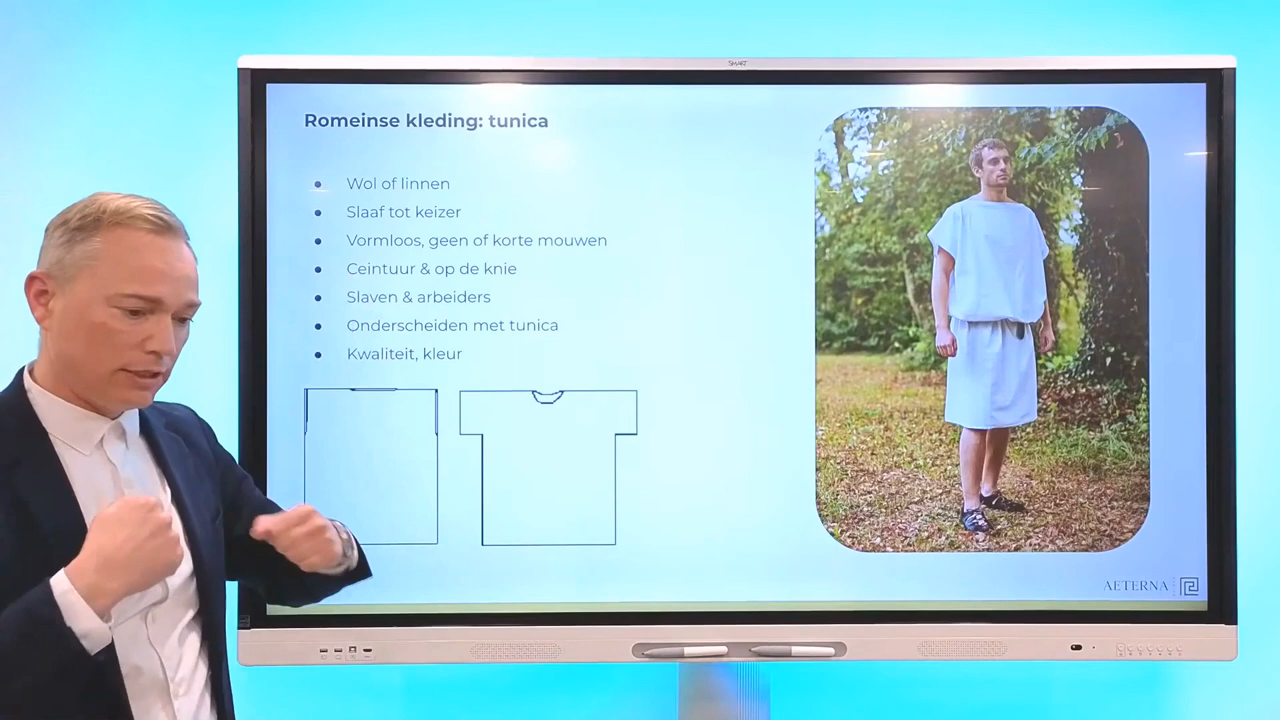 SMART
Romeinse kleding: tunica
Wol of linnen
Slaaf tot keizer
Vormloos, geen of korte mouwen
Ceintuur & op de knie
Slaven & arbeiders
Onderscheiden met tunica
Kwaliteit, kleur
AETERNA